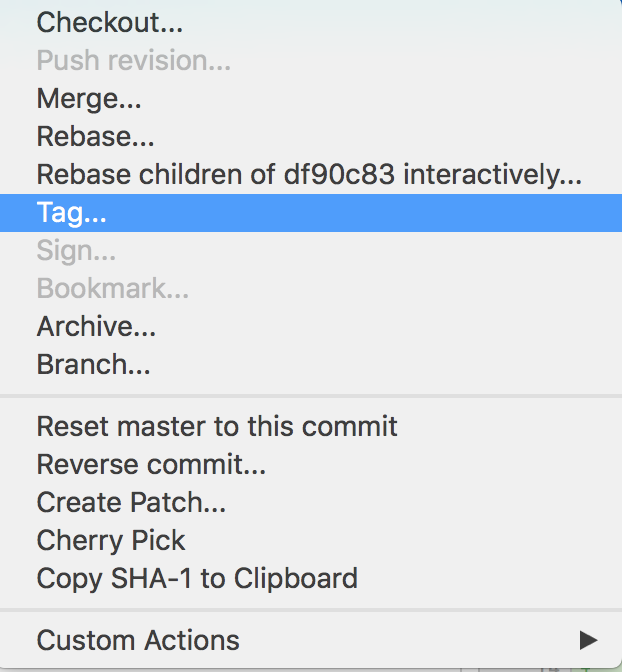 Checkout...
Push revision...
Merge...
Rebase...
Rebase children of df90c83 interactively...
Tag...
Sign...
Bookmark...
Archive...
Branch...
Reset master to this commit
Reverse commit...
Create Patch...
Cherry Pick
Copy SHA-1 to Clipboard
Custom Actions